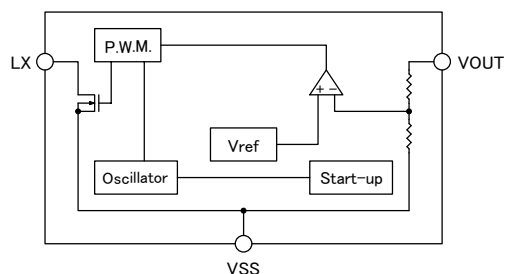 P.W.M.
LX
VOUT
+ −
Vref
Oscillator
Start-up
VSS